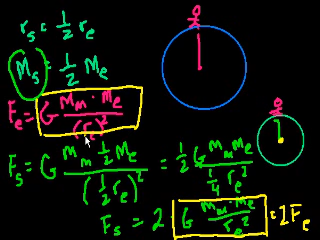 r_s = 1/2 r_e
M_s = 1/2 M_e
F_e = G M_m · M_e / (r_e)^2
F_s = G M_m 1/2 M_e / (1/2 r_e)^2 = 1/2 G M_m M_e / 1/4 r_e^2
F_s = 2 G M_m · M_e / r_e^2 = 2F_e